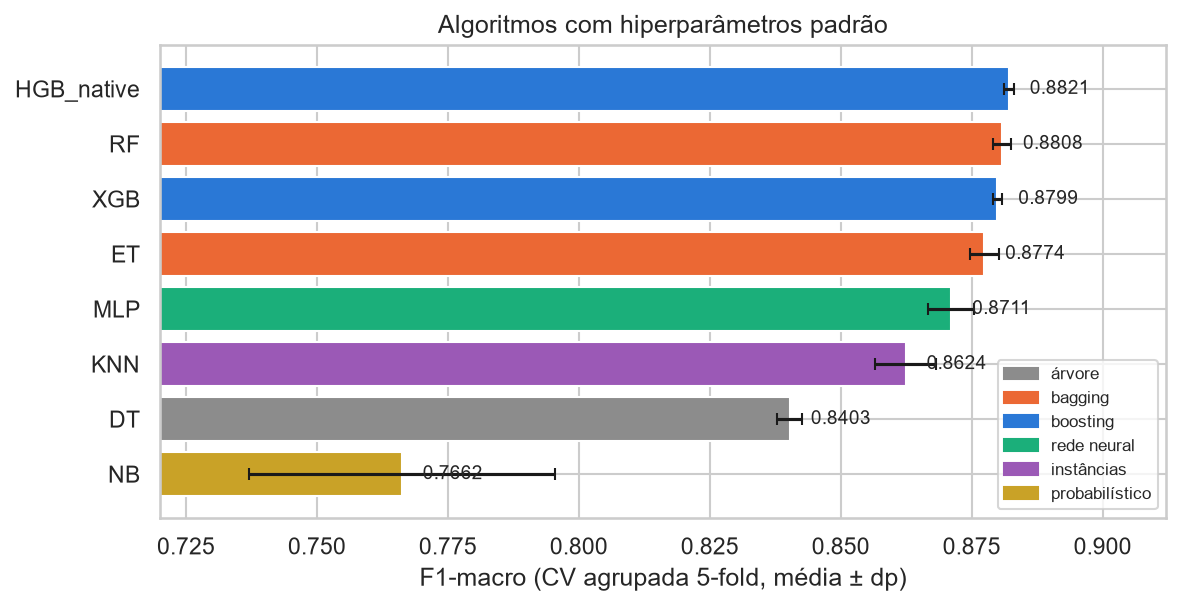 Algoritmos com hiperparâmetros padrão
HGB_native
0.8821
RF
0.8808
XGB
0.8799
ET
0.8774
MLP
0.8711
KNN
0.8624
DT
0.8403
NB
0.7662
árvore
bagging
boosting
rede neural
instâncias
probabilístico
0.725 0.750 0.775 0.800 0.825 0.850 0.875 0.900
F1-macro (CV agrupada 5-fold, média ± dp)